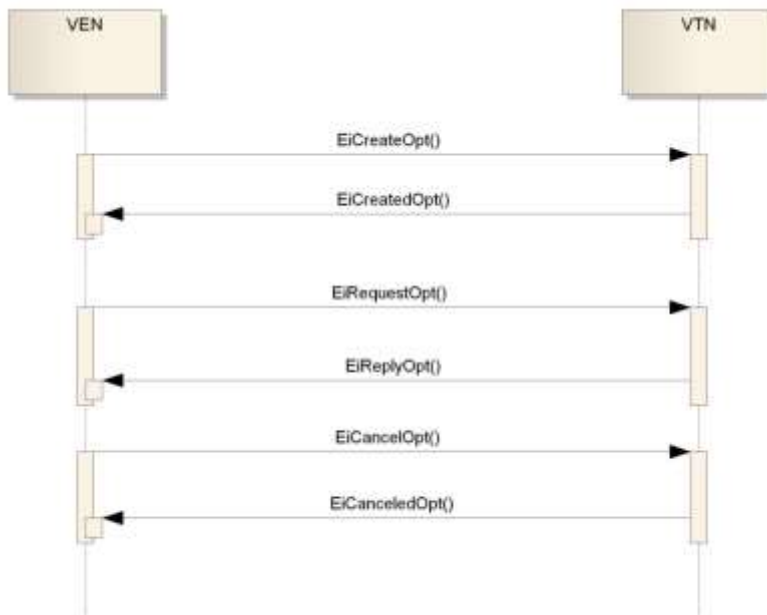 VEN
VTN
EiCreateOpt()
EiCreatedOpt()
EiRequestOpt()
EiReplyOpt()
EiCancelOpt()
EiCanceledOpt()